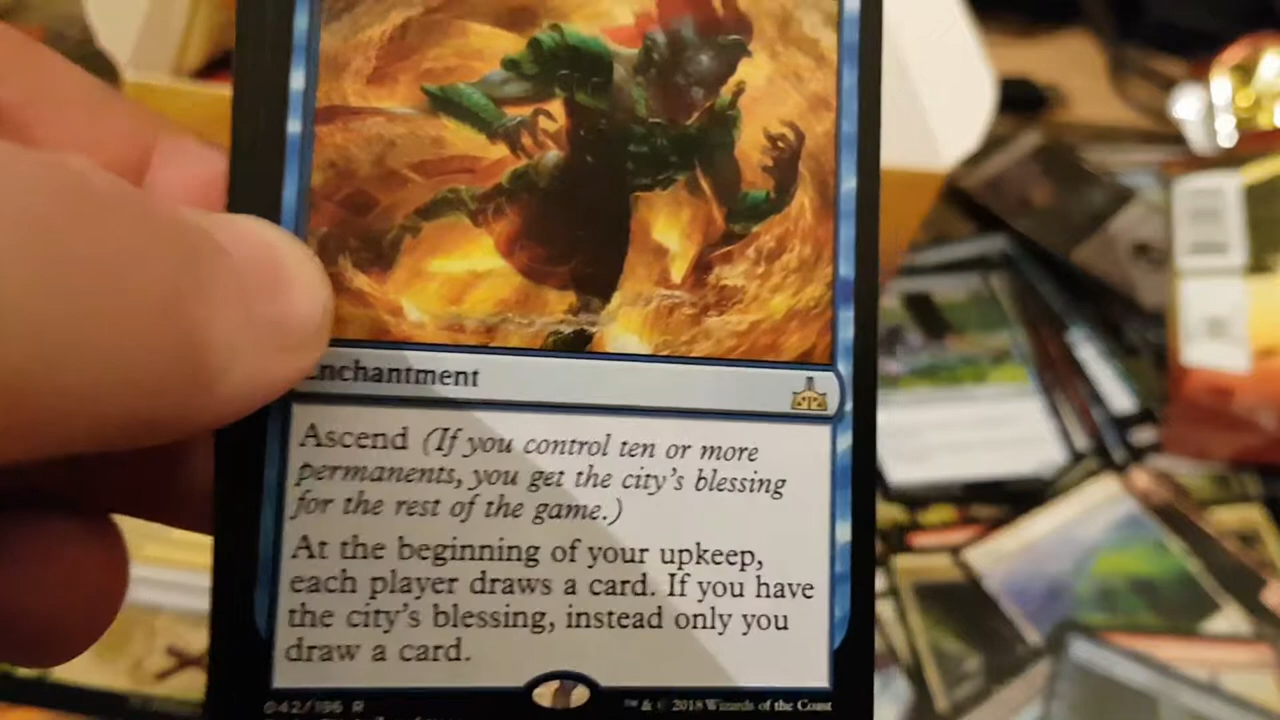 Enchantment
Ascend (If you control ten or more
permanents, you get the city's blessing
for the rest of the game.)
At the beginning of your upkeep,
each player draws a card. If you have
the city's blessing, instead only you
draw a card.
042/196 R
™ & © 2018 Wizards of the Coast